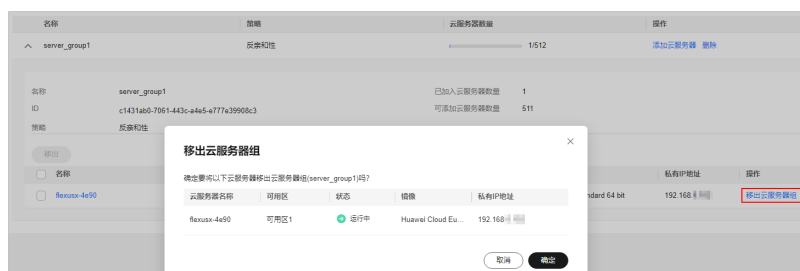 名称 策略 云服务器数量 操作
server_group1 反亲和性 1/512 添加云服务器 删除
名称 server_group1 已加入云服务器数量 1
ID c1431ab0-7061-443c-a4e5-e777e39908c3 可添加云服务器数量 511
策略 反亲和性
移出
名称 私有IP地址 操作
flexusx-4e90 ndard 64 bit 192.168. 移出云服务器组
移出云服务器组
确定要将以下云服务器移出云服务器组(server_group1)吗?
云服务器名称 可用区 状态 镜像 私有IP地址
flexusx-4e90 可用区1 运行中 Huawei Cloud Eu... 192.168
取消 确定